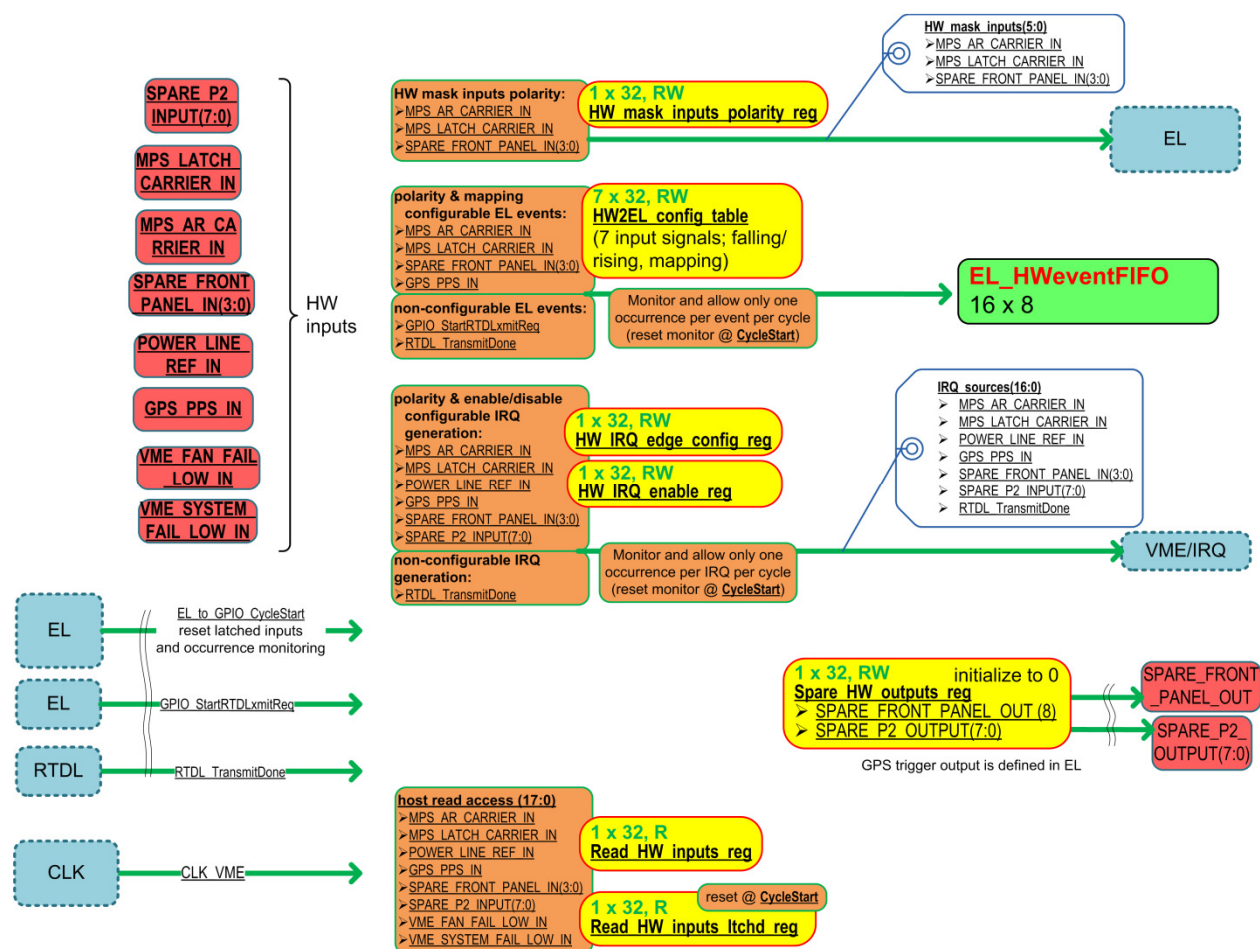 SPARE_P2_
INPUT(7:0)
MPS_LATCH_
CARRIER_IN
MPS_AR_CA
RRIER_IN
SPARE_FRONT_
PANEL_IN(3:0)
POWER_LINE_
REF_IN
GPS_PPS_IN
VME_FAN_FAIL
_LOW_IN
VME_SYSTEM_
FAIL_LOW_IN
HW
inputs
HW mask inputs polarity:
➢MPS_AR_CARRIER_IN
➢MPS_LATCH_CARRIER_IN
➢SPARE_FRONT_PANEL_IN(3:0)
1 x 32, RW
HW_mask_inputs_polarity_reg
HW_mask_inputs(5:0)
➢MPS_AR_CARRIER_IN
➢MPS_LATCH_CARRIER_IN
➢SPARE_FRONT_PANEL_IN(3:0)
EL
polarity & mapping
configurable EL events:
➢MPS_AR_CARRIER_IN
➢MPS_LATCH_CARRIER_IN
➢SPARE_FRONT_PANEL_IN(3:0)
➢GPS_PPS_IN
non-configurable EL events:
➢GPIO_StartRTDLxmitReq
➢RTDL_TransmitDone
7 x 32, RW
HW2EL_config_table
(7 input signals; falling/
rising, mapping)
Monitor and allow only one
occurrence per event per cycle
(reset monitor @ CycleStart)
EL_HWeventFIFO
16 x 8
polarity & enable/disable
configurable IRQ
generation:
➢MPS_AR_CARRIER_IN
➢MPS_LATCH_CARRIER_IN
➢POWER_LINE_REF_IN
➢GPS_PPS_IN
➢SPARE_FRONT_PANEL_IN(3:0)
➢SPARE_P2_INPUT(7:0)
non-configurable IRQ
generation:
➢RTDL_TransmitDone
1 x 32, RW
HW_IRQ_edge_config_reg
1 x 32, RW
HW_IRQ_enable_reg
Monitor and allow only one
occurrence per IRQ per cycle
(reset monitor @ CycleStart)
IRQ_sources(16:0)
➢ MPS_AR_CARRIER_IN
➢ MPS_LATCH_CARRIER_IN
➢ POWER_LINE_REF_IN
➢ GPS_PPS_IN
➢ SPARE_FRONT_PANEL_IN(3:0)
➢ SPARE_P2_INPUT(7:0)
➢ RTDL_TransmitDone
VME/IRQ
EL
EL_to_GPIO_CycleStart
reset latched inputs
and occurrence monitoring
EL
GPIO_StartRTDLxmitReq
RTDL
RTDL_TransmitDone
CLK
CLK_VME
1 x 32, RW initialize to 0
Spare_HW_outputs_reg
➢ SPARE_FRONT_PANEL_OUT (8)
➢ SPARE_P2_OUTPUT(7:0)
GPS trigger output is defined in EL
SPARE_FRONT
_PANEL_OUT
SPARE_P2_
OUTPUT(7:0)
host read access (17:0)
➢MPS_AR_CARRIER_IN
➢MPS_LATCH_CARRIER_IN
➢POWER_LINE_REF_IN
➢GPS_PPS_IN
➢SPARE_FRONT_PANEL_IN(3:0)
➢SPARE_P2_INPUT(7:0)
➢VME_FAN_FAIL_LOW_IN
➢VME_SYSTEM_FAIL_LOW_IN
1 x 32, R
Read_HW_inputs_reg
reset @ CycleStart
1 x 32, R
Read_HW_inputs_ltchd_reg